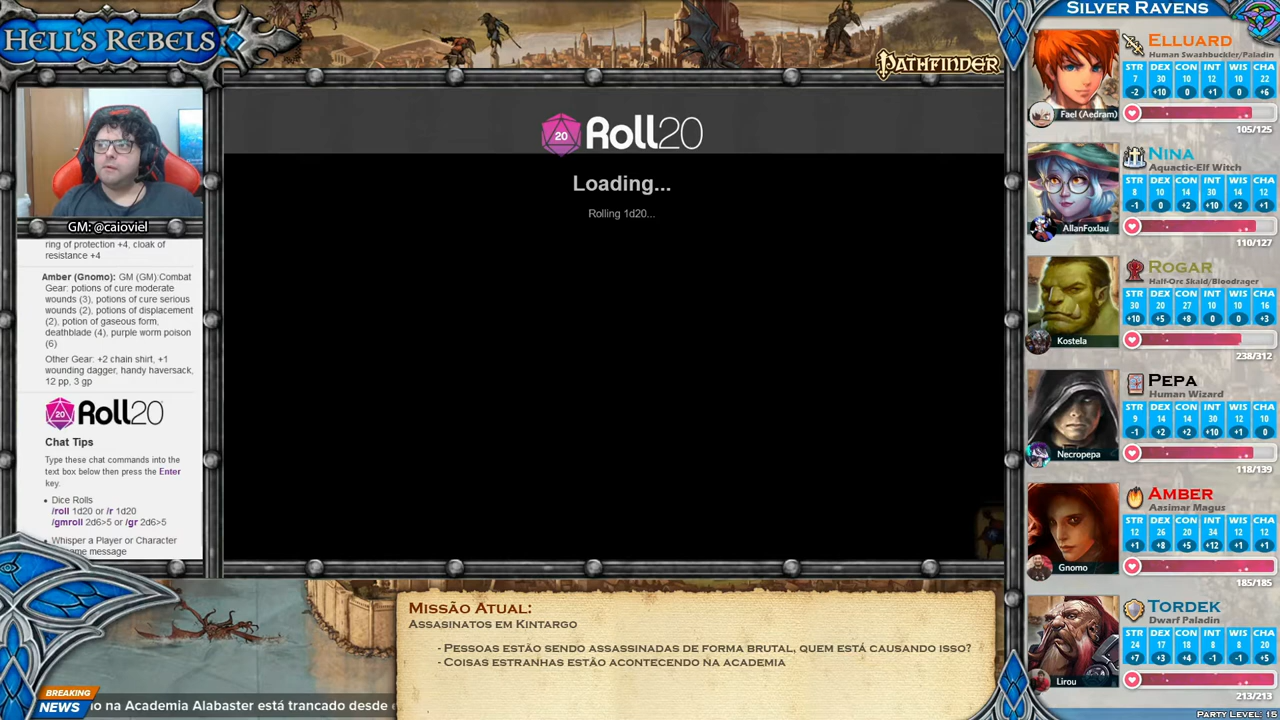 HELL'S REBELS
PATHFINDER
GM: @caioviel
ring of protection +4, cloak of
resistance +4
Amber (Gnomo): GM (GM):Combat
Gear: potions of cure moderate
wounds (3), potions of cure serious
wounds (2), potions of displacement
(2), potion of gaseous form,
deathblade (4), purple worm poison
(6)
Other Gear: +2 chain shirt, +1
wounding dagger, handy haversack,
12 pp, 3 gp
20 Roll20
Chat Tips
Type these chat commands into the
text box below then press the Enter
key.
• Dice Rolls
/roll 1d20 or /r 1d20
/gmroll 2d6>5 or /gr 2d6>5
• Whisper a Player or Character
me message
20 Roll20
Loading...
Rolling 1d20...
MISSÃO ATUAL:
ASSASINATOS EM KINTARGO
- PESSOAS ESTÃO SENDO ASSASSINADAS DE FORMA BRUTAL, QUEM ESTÁ CAUSANDO ISSO?
- COISAS ESTRANHAS ESTÃO ACONTECENDO NA ACADEMIA
BREAKING
NEWS
o na Academia Alabaster está trancado desde
SILVER RAVENS
ELLUARD
Human Swashbuckler/Paladin
STR DEX CON INT WIS CHA
7 30 10 12 10 22
-2 +10 0 +1 0 +6
Fael (Aedram)
105/125
NINA
Aquactic-Elf Witch
STR DEX CON INT WIS CHA
8 10 14 30 14 12
-1 0 +2 +10 +2 +1
AllanFoxlau
110/127
ROGAR
Half-Orc Skald/Bloodrager
STR DEX CON INT WIS CHA
30 20 27 10 10 16
+10 +5 +8 0 0 +3
Kostela
238/312
PEPA
Human Wizard
STR DEX CON INT WIS CHA
9 14 14 30 12 10
-1 +2 +2 +10 +1 0
Necropepa
118/139
AMBER
Aasimar Magus
STR DEX CON INT WIS CHA
12 26 20 34 12 12
+1 +8 +5 +12 +1 +1
Gnomo
185/185
TORDEK
Dwarf Paladin
STR DEX CON INT WIS CHA
24 17 18 8 8 20
+7 +3 +4 -1 -1 +5
Lirou
213/213
PARTY LEVEL: 15